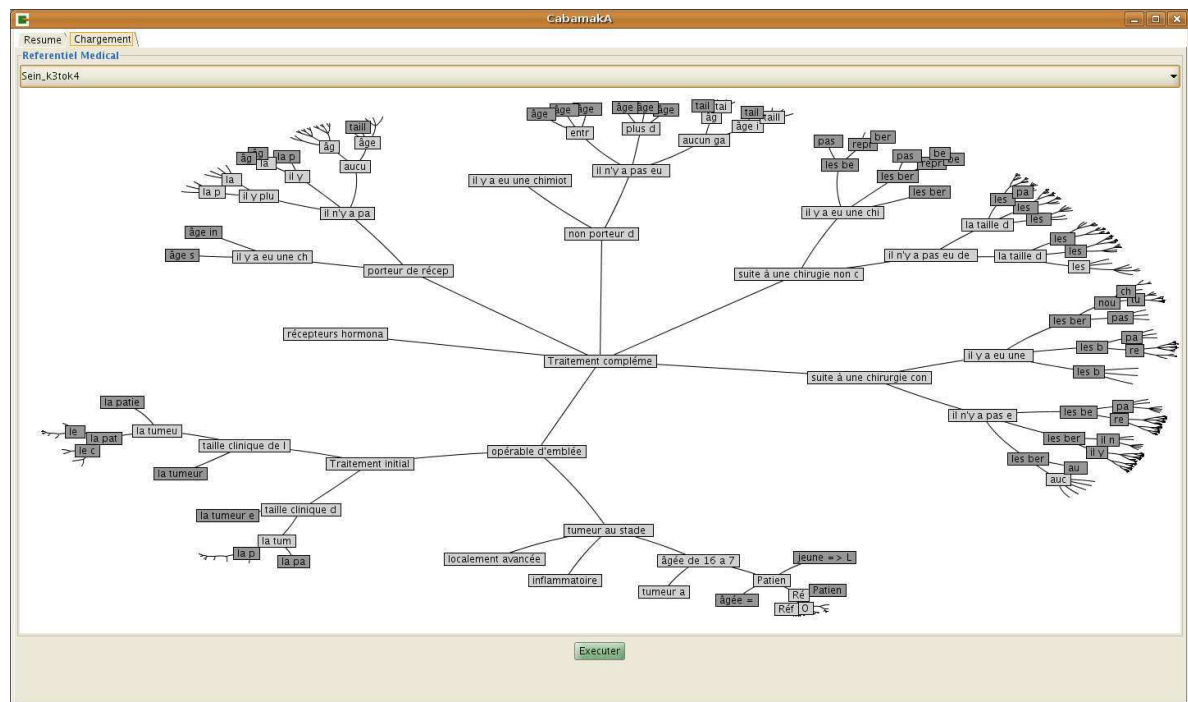 CabamakA
Resume
Chargement
Referentiel Medical
Sein_k3tok4
âge
âge
âge
âge
âge
âge
entr
plus d
tail
tai
âg
tail
taill
âge i
aucun ga
il n'y a pas eu
il y a eu une chimiot
non porteur d
taill
âge
âg
aucu
âg
âg
la
la p
il y
la
la p
il y plu
il n'y a pa
âge in
âge s
il y a eu une ch
porteur de récep
pas
ber
repr
les be
pas
be
repr
be
les ber
les ber
il y a eu une chi
les
pa
les
les
la taille d
les
les
les
la taille d
il n'y a pas eu de
suite à une chirugie non c
récepteurs hormona
Traitement compléme
ch
nou
les ber
pas
pa
les b
re
les b
il y a eu une
suite à une chirurgie con
il n'y a pas e
les be
pa
re
les ber
il n
il y
les ber
au
auc
la patie
le
la pat
le c
la tumeu
taille clinique de l
la tumeur
Traitement initial
opérable d'emblée
la tumeur e
taille clinique d
la tum
la p
la pa
tumeur au stade
localement avancée
inflammatoire
âgée de 16 a 7
tumeur a
jeune => L
Patien
âgée =
Ré
Patien
Réf
O
Executer